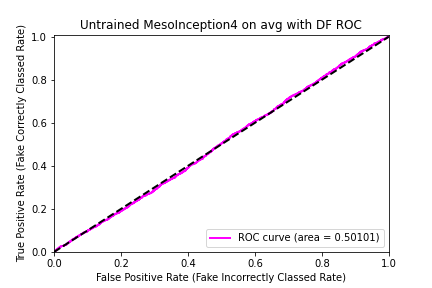 Untrained MesoInception4 on avg with DF ROC
True Positive Rate (Fake Correctly Classed Rate)
1.0
0.8
0.6
0.4
0.2
0.0
ROC curve (area = 0.50101)
0.0 0.2 0.4 0.6 0.8 1.0
False Positive Rate (Fake Incorrectly Classed Rate)